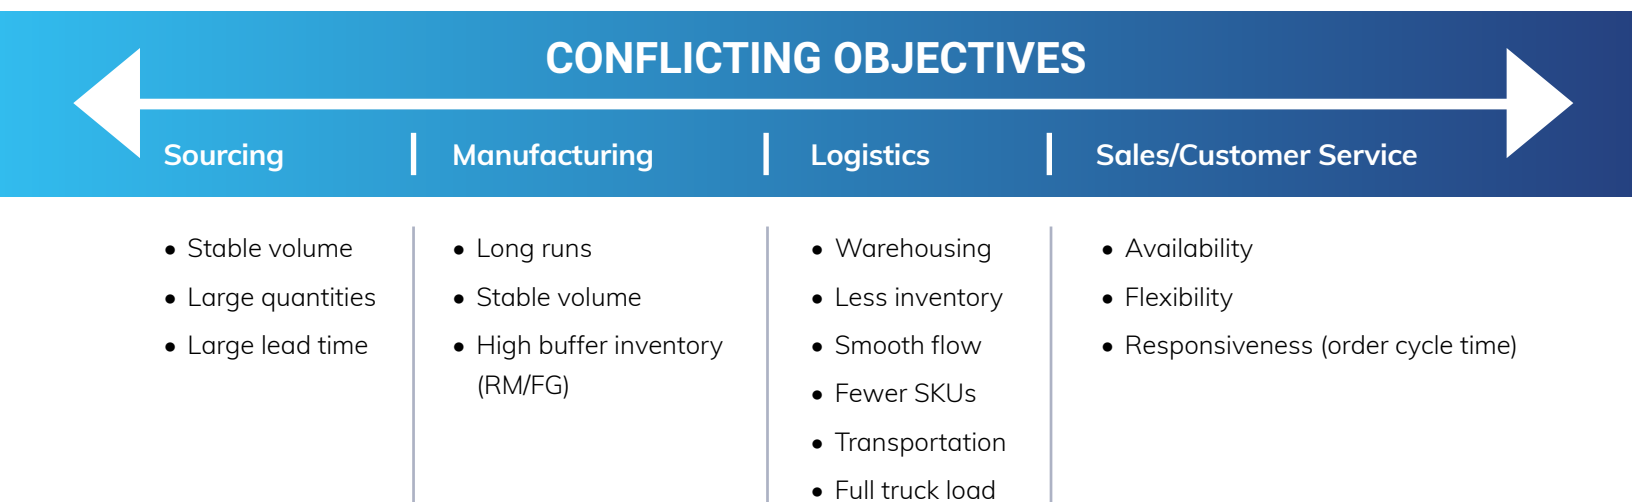 CONFLICTING OBJECTIVES
Sourcing
Manufacturing
Logistics
Sales/Customer Service
• Stable volume
• Large quantities
• Large lead time
• Long runs
• Stable volume
• High buffer inventory
(RM/FG)
• Warehousing
• Less inventory
• Smooth flow
• Fewer SKUs
• Transportation
• Full truck load
• Availability
• Flexibility
• Responsiveness (order cycle time)